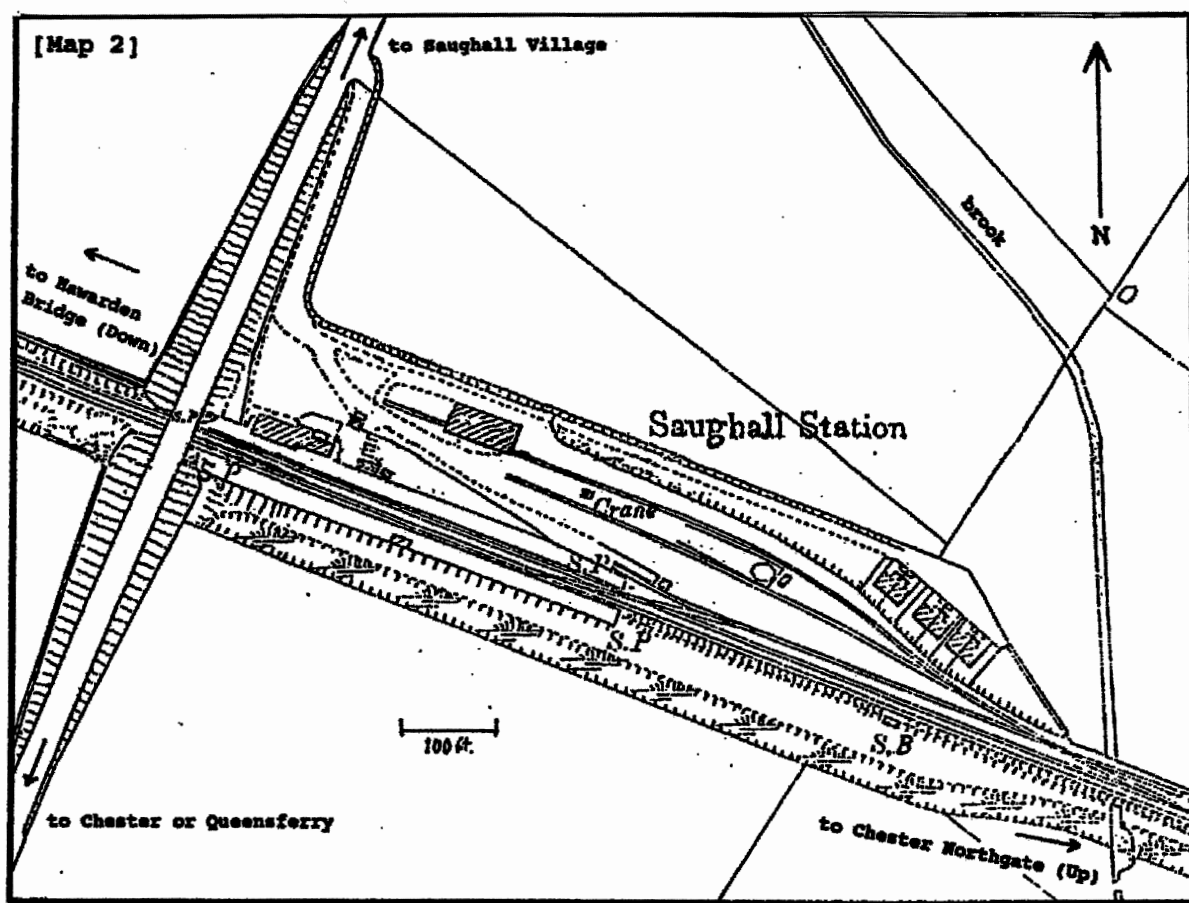 [Map 2]
to Saughall Village
N
brook
to Hawarden
Bridge (Down)
S.P
Saughall Station
Crane
S.P
S.P
S.P
S.B
100 ft.
to Chester or Queensferry
to Chester Northgate (Up)